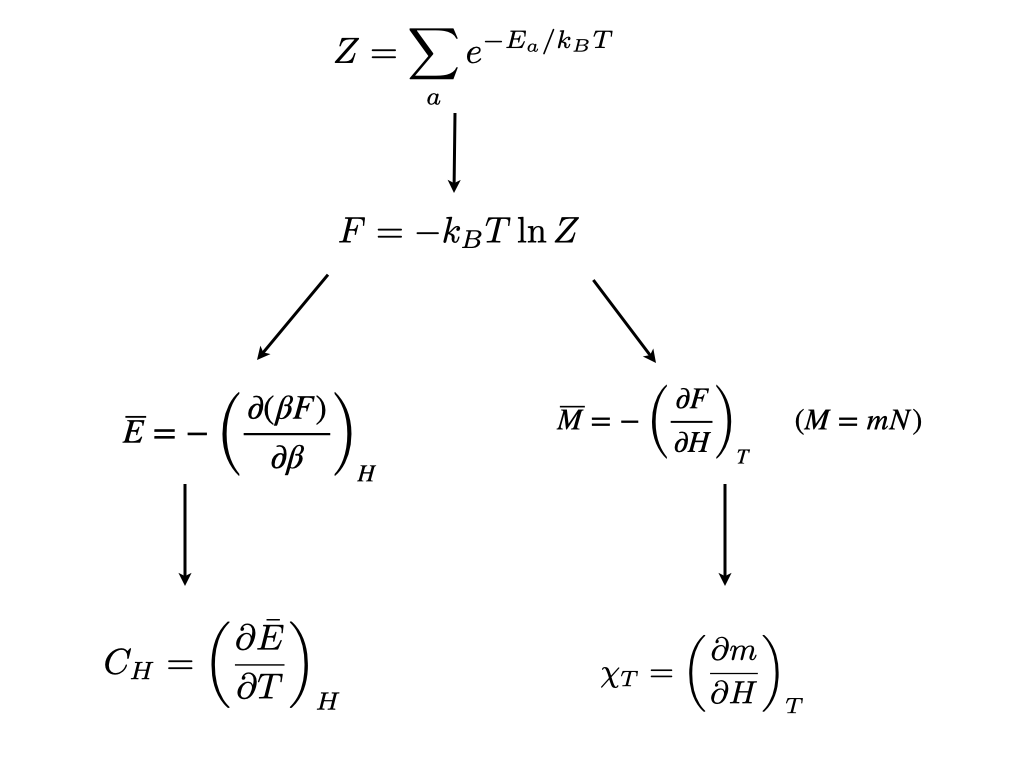 Z = \sum_a e^{-E_a/k_B T}
F = -k_B T \ln Z
\overline{E} = -\left(\frac{\partial(\beta F)}{\partial \beta}\right)_H
\overline{M} = -\left(\frac{\partial F}{\partial H}\right)_T (M = mN)
C_H = \left(\frac{\partial \bar{E}}{\partial T}\right)_H
\chi_T = \left(\frac{\partial m}{\partial H}\right)_T